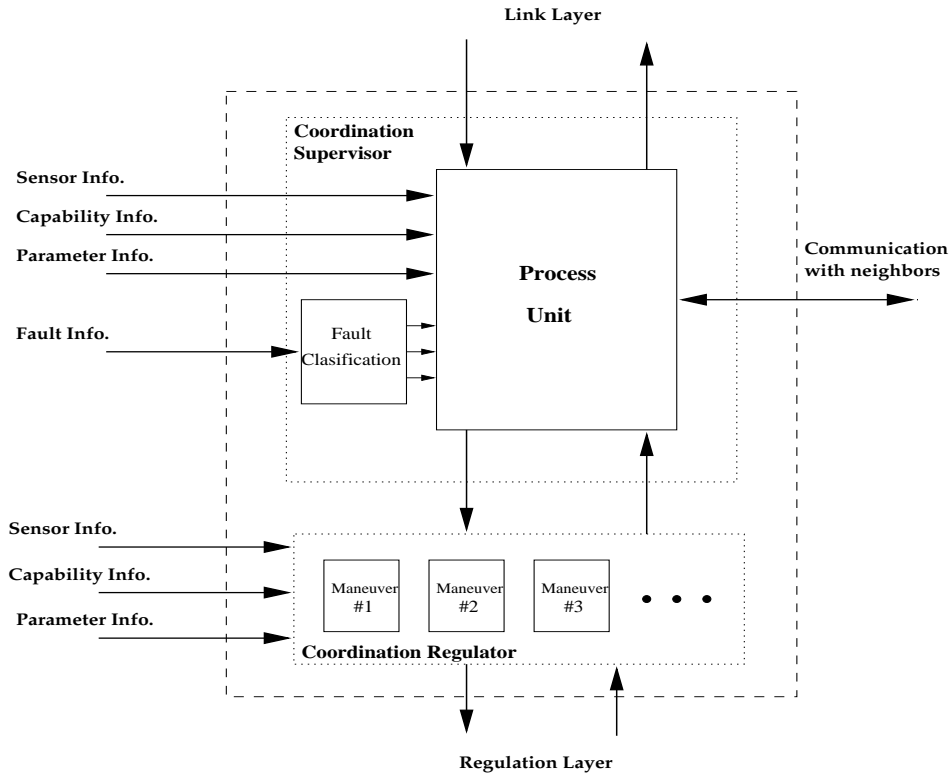 Link Layer
Coordination
Supervisor
Sensor Info.
Capability Info.
Parameter Info.
Process
Unit
Communication
with neighbors
Fault Info.
Fault
Clasification
Sensor Info.
Capability Info.
Parameter Info.
Maneuver
#1
Maneuver
#2
Maneuver
#3
Coordination Regulator
Regulation Layer